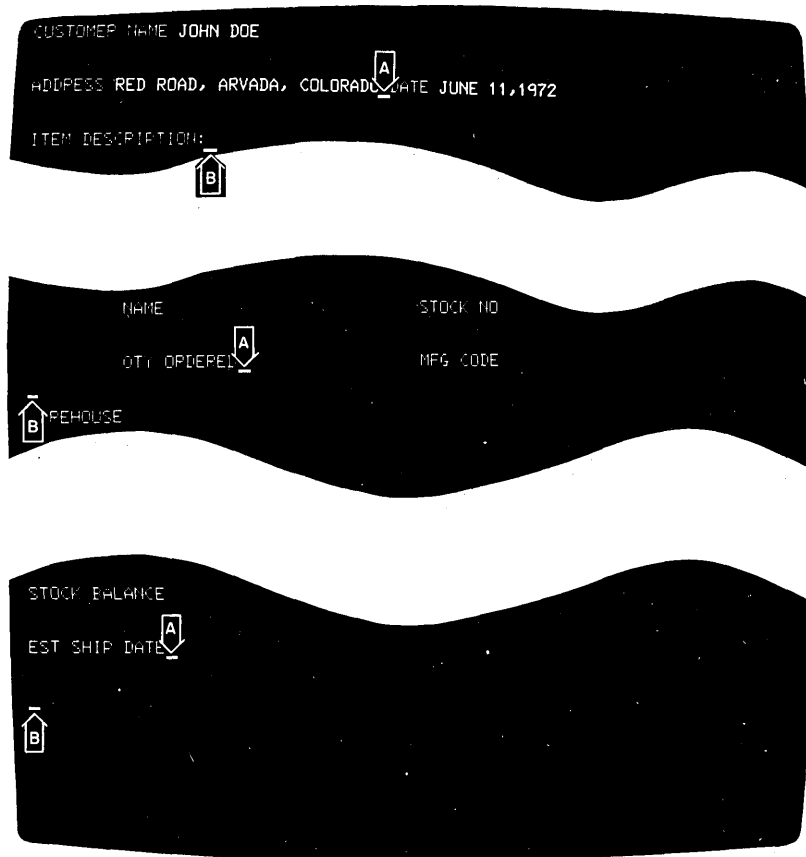 CUSTOMER NAME JOHN DOE
A
ADDRESS RED ROAD, ARVADA, COLORADO DATE JUNE 11,1972
ITEM DESCRIPTION:
B
NAME STOCK NO
A
QTY ORDERED MFG CODE
B REHOUSE
STOCK BALANCE
A
EST SHIP DATE
B